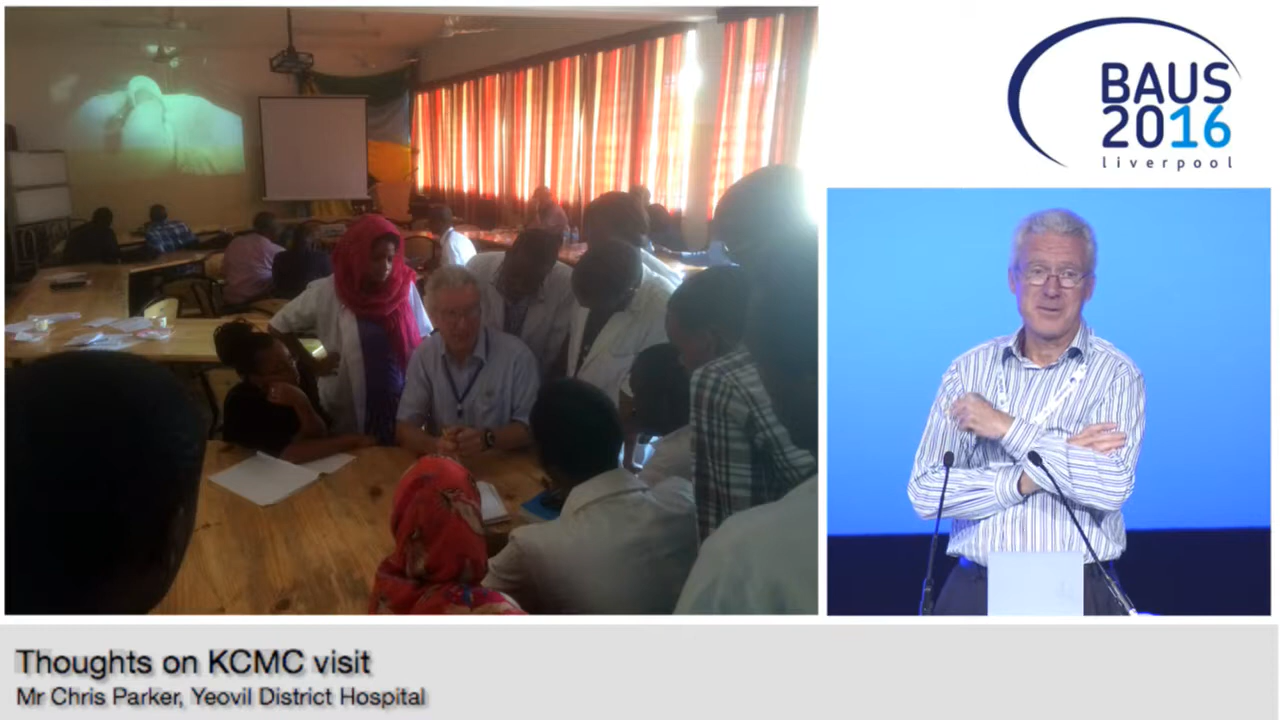 BAUS
2016
liverpool
Thoughts on KCMC visit
Mr Chris Parker, Yeovil District Hospital